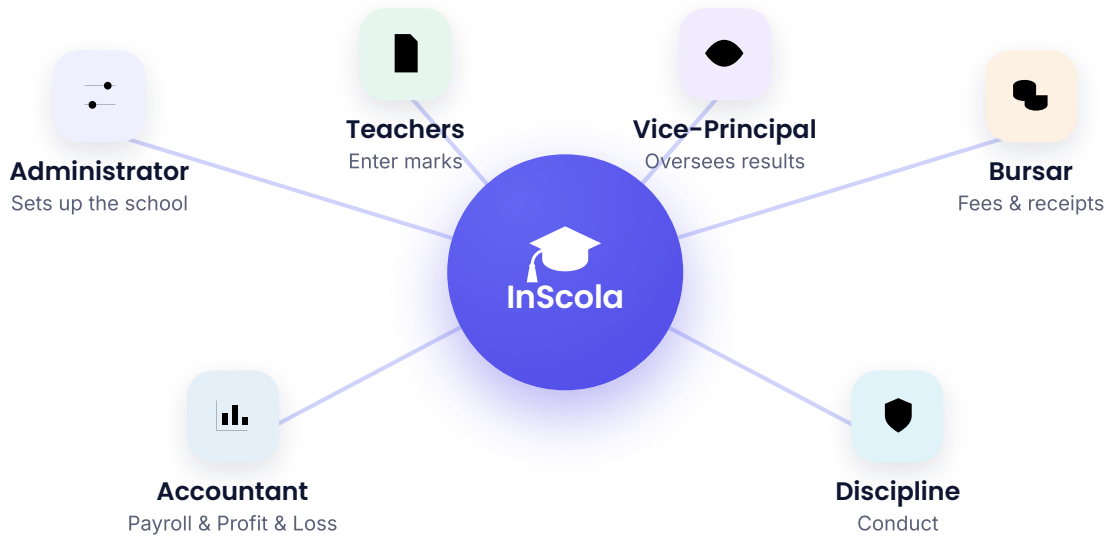 Teachers
Enter marks
Vice-Principal
Oversees results
Administrator
Sets up the school
Bursar
Fees & receipts
InScola
Accountant
Payroll & Profit & Loss
Discipline
Conduct